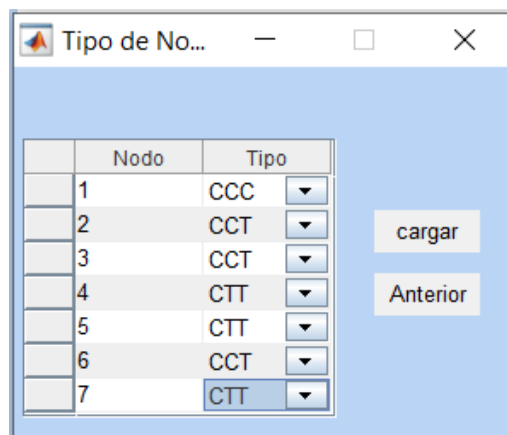 Tipo de No...
Nodo Tipo
1 CCC
2 CCT
3 CCT
4 CTT
5 CTT
6 CCT
7 CTT
cargar
Anterior